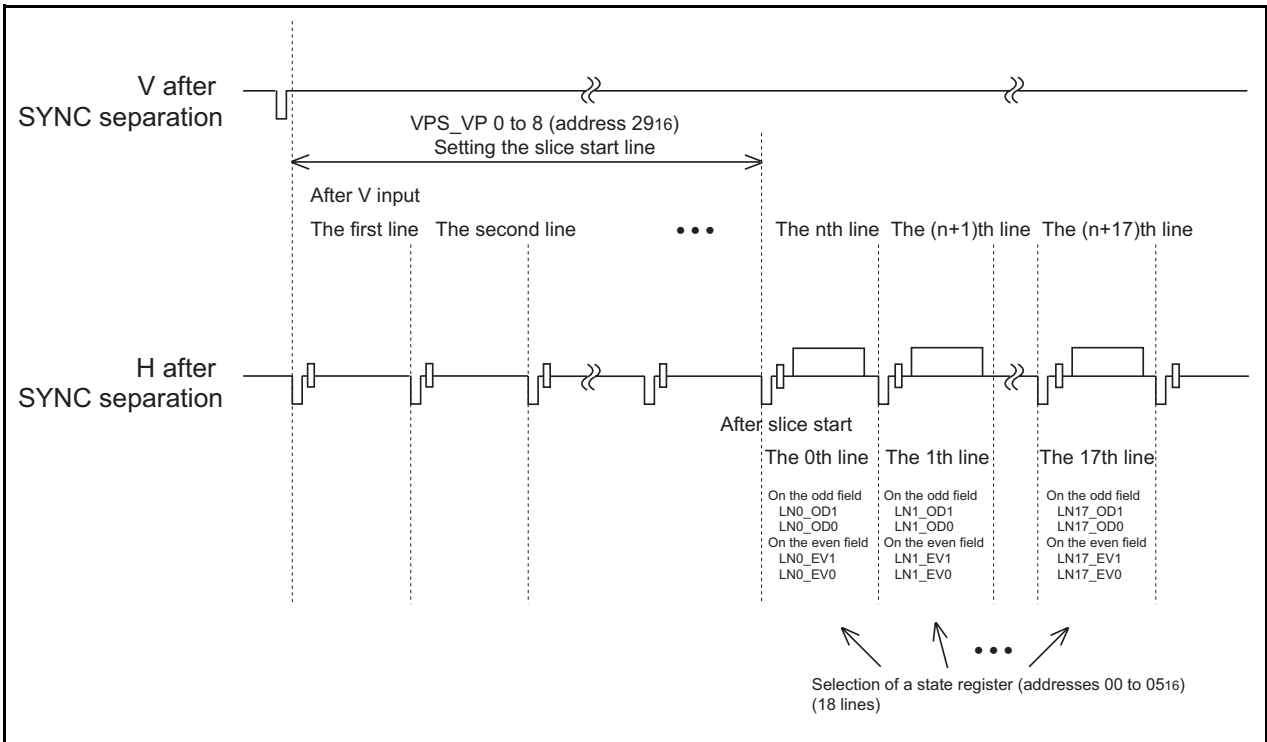 V after
SYNC separation
VPS_VP 0 to 8 (address 2916)
Setting the slice start line
After V input
The first line The second line ••• The nth line The (n+1)th line The (n+17)th line
H after
SYNC separation
After slice start
The 0th line The 1th line The 17th line
On the odd field On the odd field On the odd field
LN0_OD1 LN1_OD1 LN17_OD1
LN0_OD0 LN1_OD0 LN17_OD0
On the even field On the even field On the even field
LN0_EV1 LN1_EV1 LN17_EV1
LN0_EV0 LN1_EV0 LN17_EV0
•••
Selection of a state register (addresses 00 to 0516)
(18 lines)